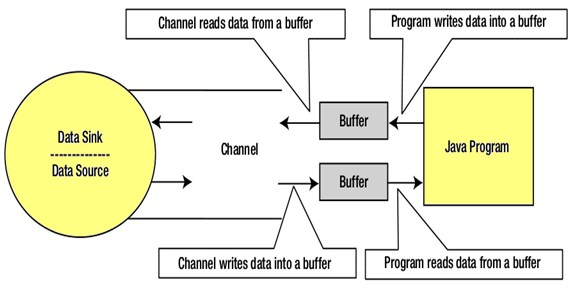 Channel reads data from a buffer
Program writes data into a buffer
Data Sink
Data Source
Channel
Buffer
Buffer
Java Program
Channel writes data into a buffer
Program reads data from a buffer